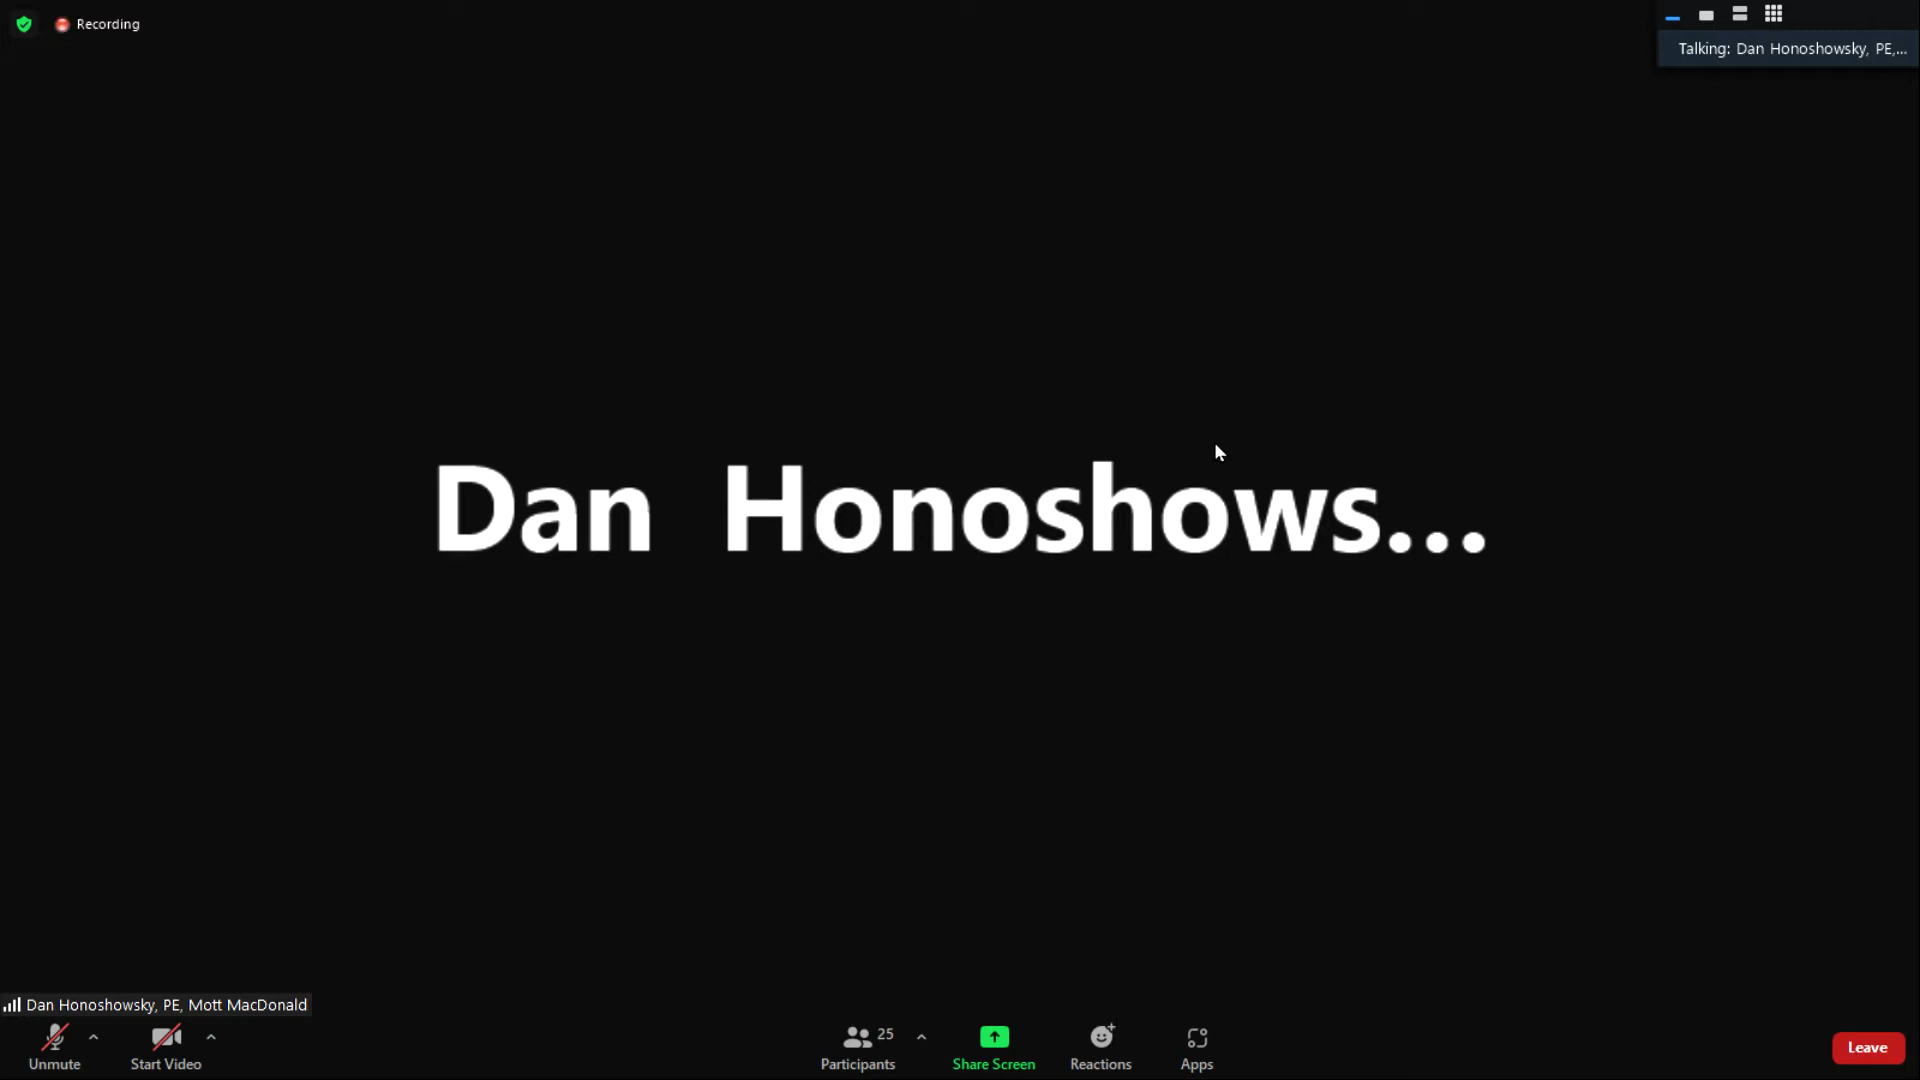 Recording
Talking: Dan Honoshowsky, PE,...
Dan Honoshows...
Dan Honoshowsky, PE, Mott MacDonald
Unmute
Start Video
25
Participants
Share Screen
Reactions
Apps
Leave